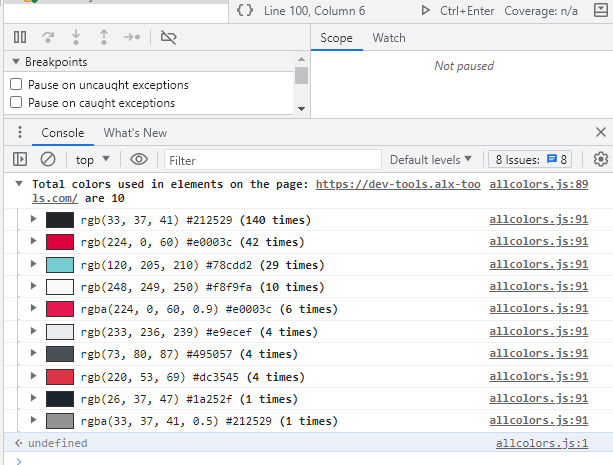 Line 100, Column 6
Ctrl+Enter
Coverage: n/a
Scope
Watch
Breakpoints
Not paused
Pause on uncaught exceptions
Pause on caught exceptions
Console
What's New
top
Filter
Default levels
8 Issues:
8
Total colors used in elements on the page: https://dev-tools.alx-too
allcolors.js:89
ls.com/ are 10
rgb(33, 37, 41) #212529 (140 times)
allcolors.js:91
rgb(224, 0, 60) #e0003c (42 times)
allcolors.js:91
rgb(120, 205, 210) #78cdd2 (29 times)
allcolors.js:91
rgb(248, 249, 250) #f8f9fa (10 times)
allcolors.js:91
rgba(224, 0, 60, 0.9) #e0003c (6 times)
allcolors.js:91
rgb(233, 236, 239) #e9ecef (4 times)
allcolors.js:91
rgb(73, 80, 87) #495057 (4 times)
allcolors.js:91
rgb(220, 53, 69) #dc3545 (4 times)
allcolors.js:91
rgb(26, 37, 47) #1a252f (1 times)
allcolors.js:91
rgba(33, 37, 41, 0.5) #212529 (1 times)
allcolors.js:91
undefined
allcolors.js:1